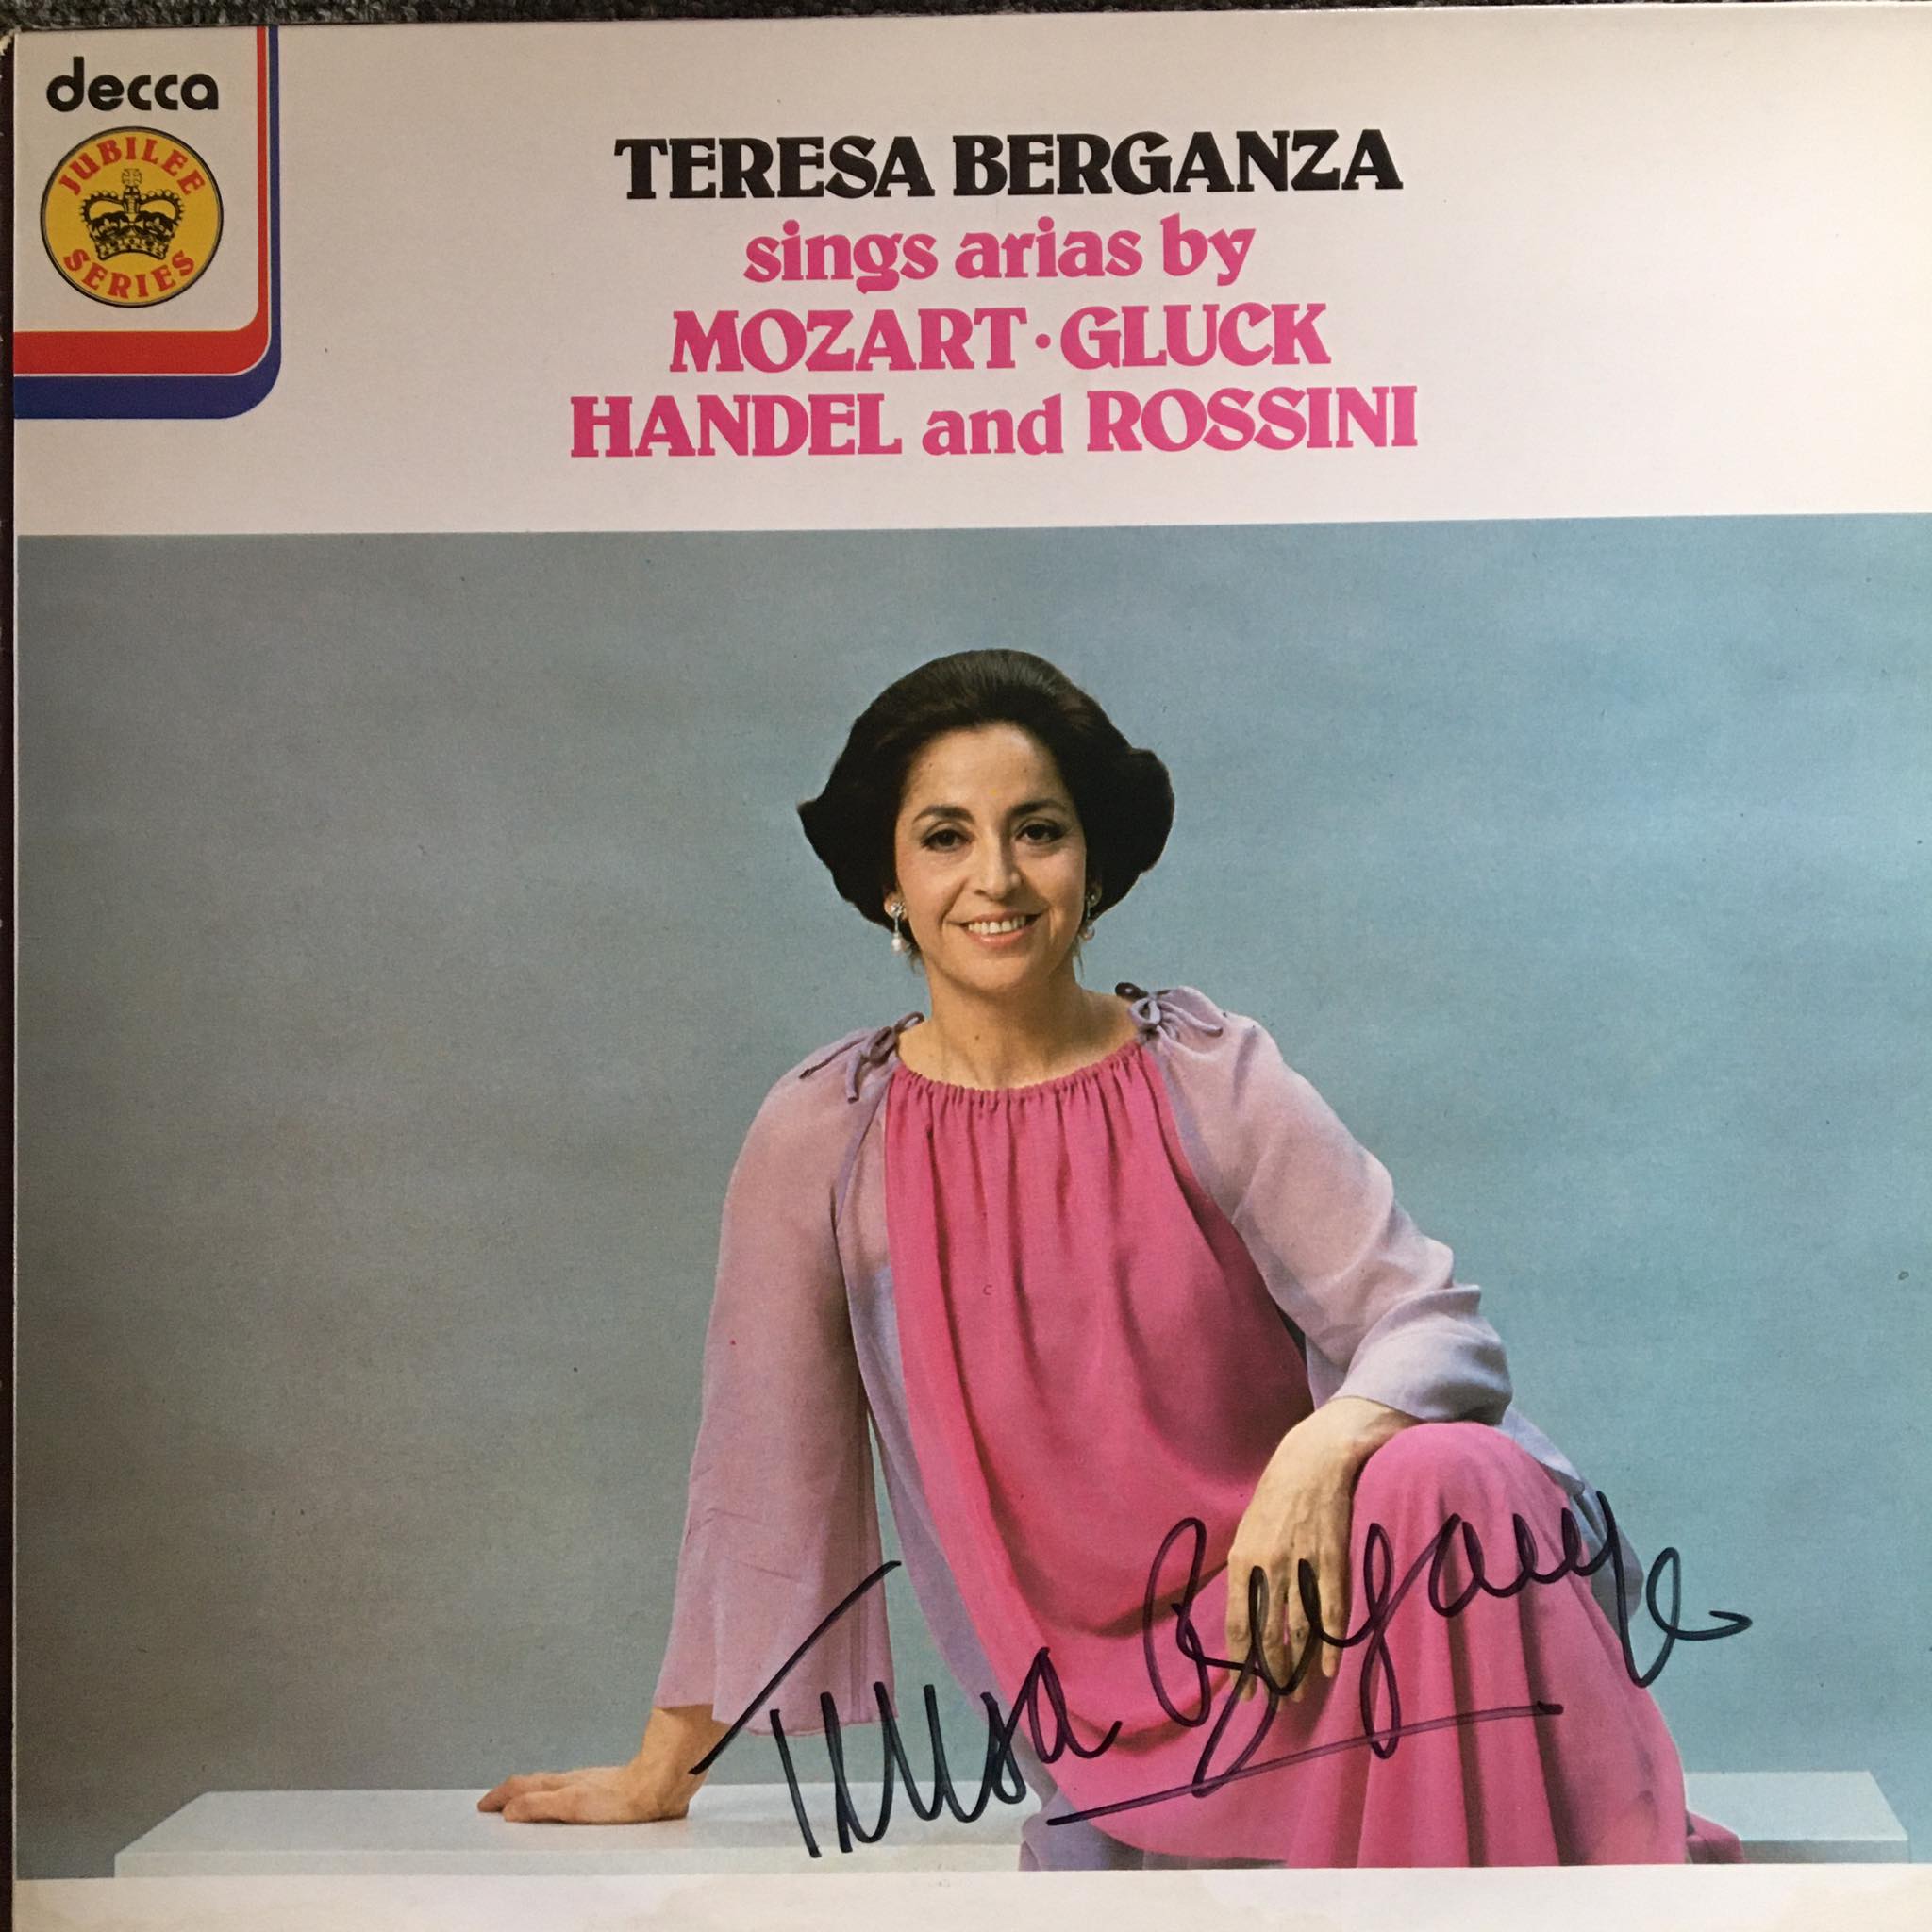 decca
JUBILEE
SERIES
TERESA BERGANZA
sings arias by
MOZART · GLUCK
HANDEL and ROSSINI
Teresa Berganza